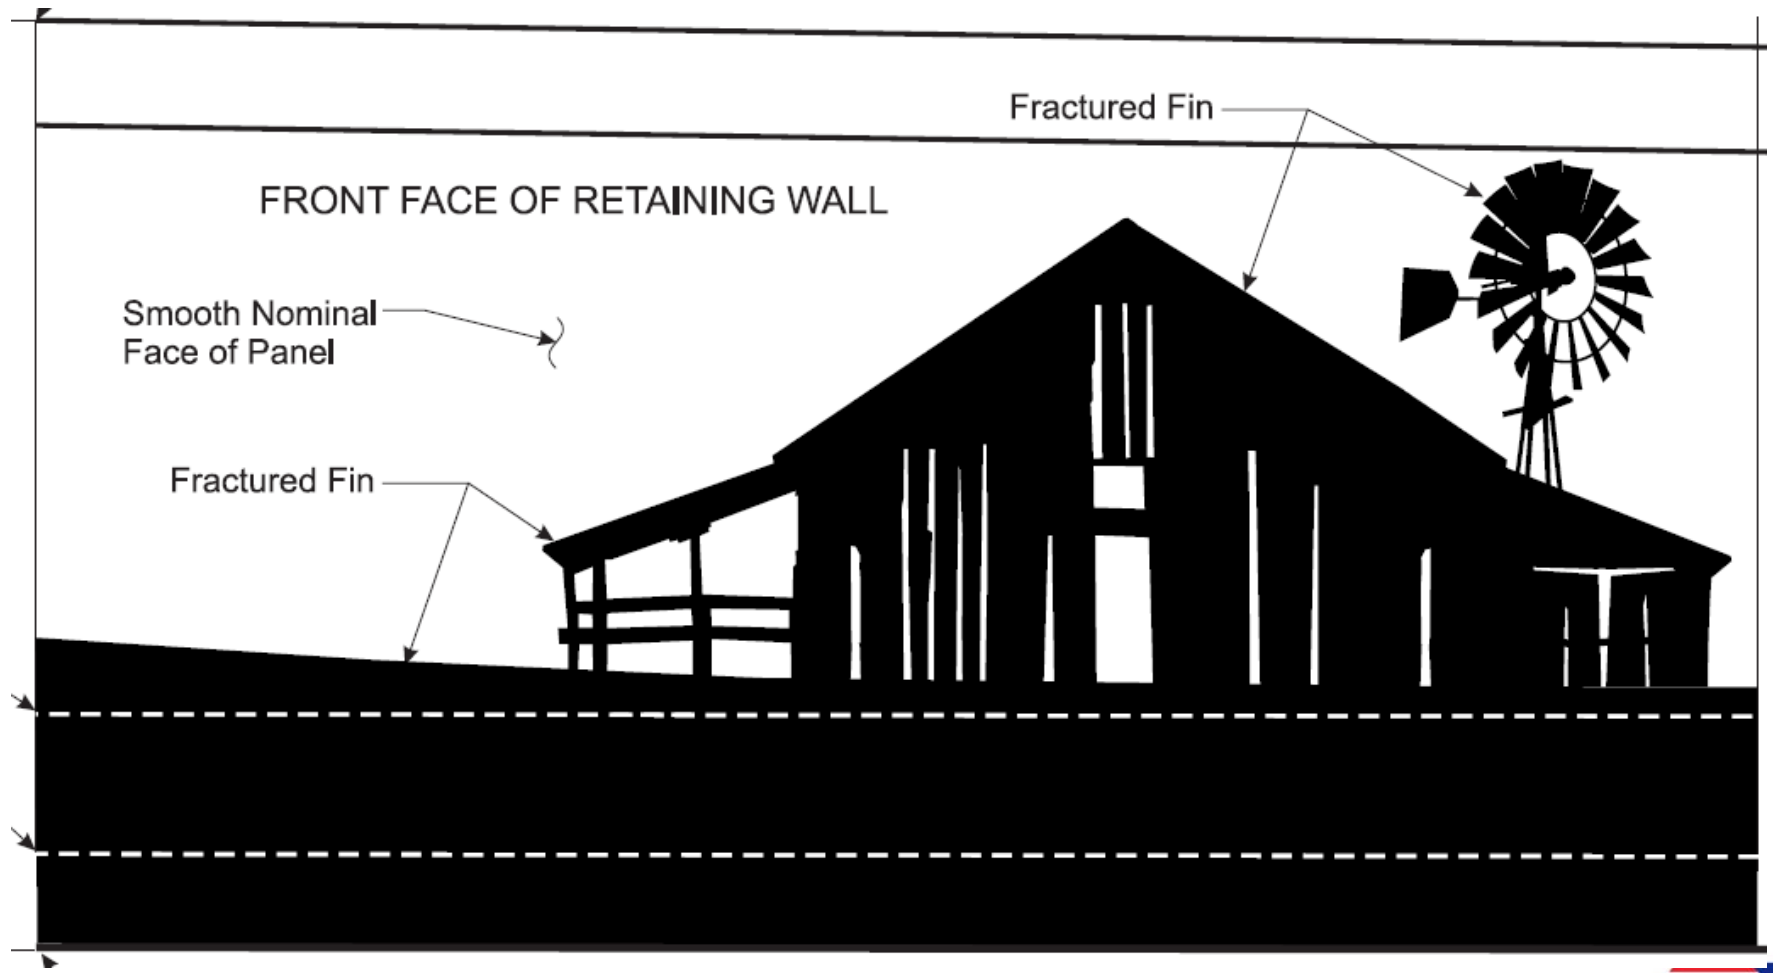 Fractured Fin
FRONT FACE OF RETAINING WALL
Smooth Nominal
Face of Panel
Fractured Fin